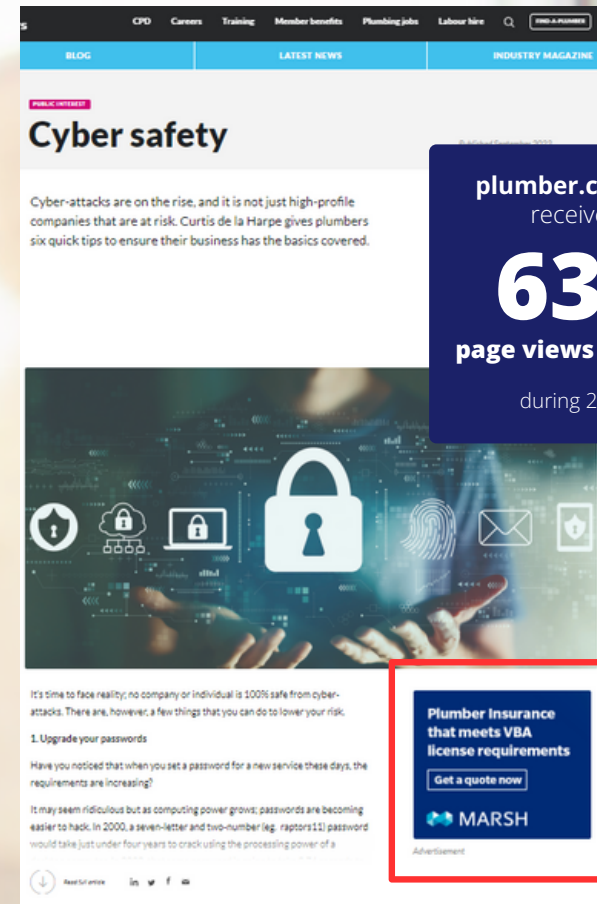 CPD Careers Training Member benefits Plumbing jobs Labour hire FIND-A-PLUMBER
BLOG LATEST NEWS INDUSTRY MAGAZINE
PUBLIC INTEREST
Cyber safety
Cyber-attacks are on the rise, and it is not just high-profile
companies that are at risk. Curtis de la Harpe gives plumbers
six quick tips to ensure their business has the basics covered.
plumber.c
receive
63
page views
during 2
It's time to face reality; no company or individual is 100% safe from cyber-
attacks. There are, however, a few things that you can do to lower your risk.
1. Upgrade your passwords
Have you noticed that when you set a password for a new service these days, the
requirements are increasing?
It may seem ridiculous but as computing power grows; passwords are becoming
easier to hack. In 2000, a seven-letter and two-number (eg. raptors11) password
would take just under four years to crack using the processing power of a
Read full article
Plumber Insurance
that meets VBA
license requirements
Get a quote now
MARSH
Advertisement